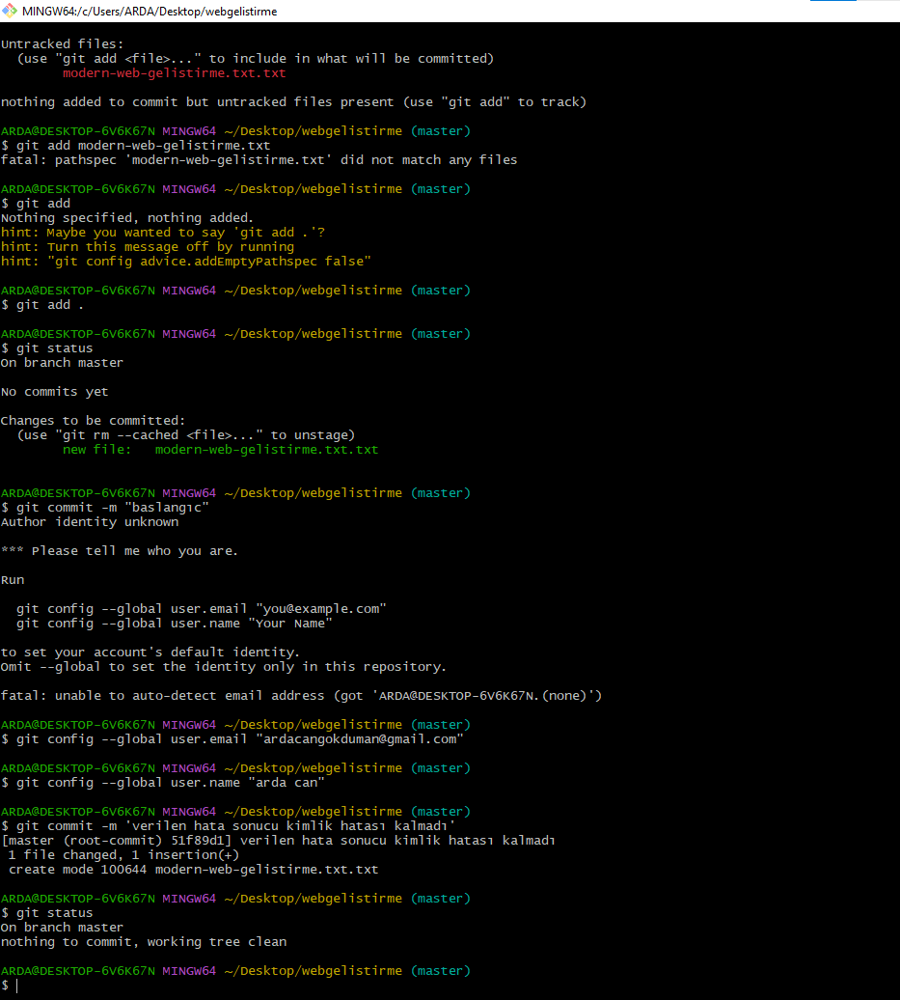 MINGW64:/c/Users/ARDA/Desktop/webgelistirme
Untracked files:
  (use "git add <file>..." to include in what will be committed)
        modern-web-gelistirme.txt.txt
nothing added to commit but untracked files present (use "git add" to track)
ARDA@DESKTOP-6V6K67N MINGW64 ~/Desktop/webgelistirme (master)
$ git add modern-web-gelistirme.txt
fatal: pathspec 'modern-web-gelistirme.txt' did not match any files
ARDA@DESKTOP-6V6K67N MINGW64 ~/Desktop/webgelistirme (master)
$ git add
Nothing specified, nothing added.
hint: Maybe you wanted to say 'git add .'?
hint: Turn this message off by running
hint: "git config advice.addEmptyPathspec false"
ARDA@DESKTOP-6V6K67N MINGW64 ~/Desktop/webgelistirme (master)
$ git add .
ARDA@DESKTOP-6V6K67N MINGW64 ~/Desktop/webgelistirme (master)
$ git status
On branch master
No commits yet
Changes to be committed:
  (use "git rm --cached <file>..." to unstage)
        new file:   modern-web-gelistirme.txt.txt
ARDA@DESKTOP-6V6K67N MINGW64 ~/Desktop/webgelistirme (master)
$ git commit -m "baslangıc"
Author identity unknown
*** Please tell me who you are.
Run
  git config --global user.email "you@example.com"
  git config --global user.name "Your Name"
to set your account's default identity.
Omit --global to set the identity only in this repository.
fatal: unable to auto-detect email address (got 'ARDA@DESKTOP-6V6K67N.(none)')
ARDA@DESKTOP-6V6K67N MINGW64 ~/Desktop/webgelistirme (master)
$ git config --global user.email "ardacangokduman@gmail.com"
ARDA@DESKTOP-6V6K67N MINGW64 ~/Desktop/webgelistirme (master)
$ git config --global user.name "arda can"
ARDA@DESKTOP-6V6K67N MINGW64 ~/Desktop/webgelistirme (master)
$ git commit -m 'verilen hata sonucu kimlik hatası kalmadı'
[master (root-commit) 51f89d1] verilen hata sonucu kimlik hatası kalmadı
 1 file changed, 1 insertion(+)
 create mode 100644 modern-web-gelistirme.txt.txt
ARDA@DESKTOP-6V6K67N MINGW64 ~/Desktop/webgelistirme (master)
$ git status
On branch master
nothing to commit, working tree clean
ARDA@DESKTOP-6V6K67N MINGW64 ~/Desktop/webgelistirme (master)
$